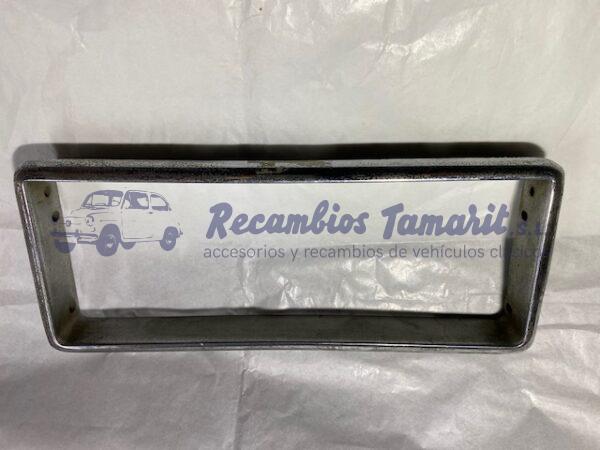 Recambios Tamarit S.L.
accesorios y recambios de vehículos clásicos